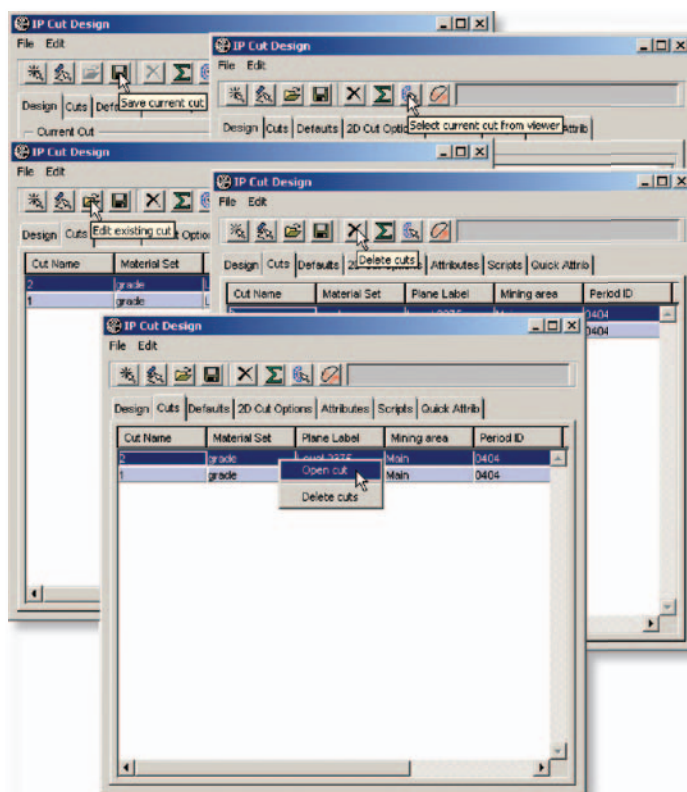 IP Cut Design
File Edit
Save current cut
Design Cuts
Current Cut
IP Cut Design
File Edit
Select current cut from viewer
Design Cuts Defaults 2D Cut Attrib
IP Cut Design
File Edit
Edit existing cut
Design Cuts
Cut Name Material Set
2 grade
1 grade
IP Cut Design
File Edit
Delete cuts
Design Cuts Defaults Attributes Scripts Quick Attrib
Cut Name Material Set Plane Label Mining area Period ID
0404
0404
IP Cut Design
File Edit
Design Cuts Defaults 2D Cut Options Attributes Scripts Quick Attrib
Cut Name Material Set Plane Label Mining area Period ID
2 grade Main 0404
1 grade Main 0404
Open cut
Delete cuts